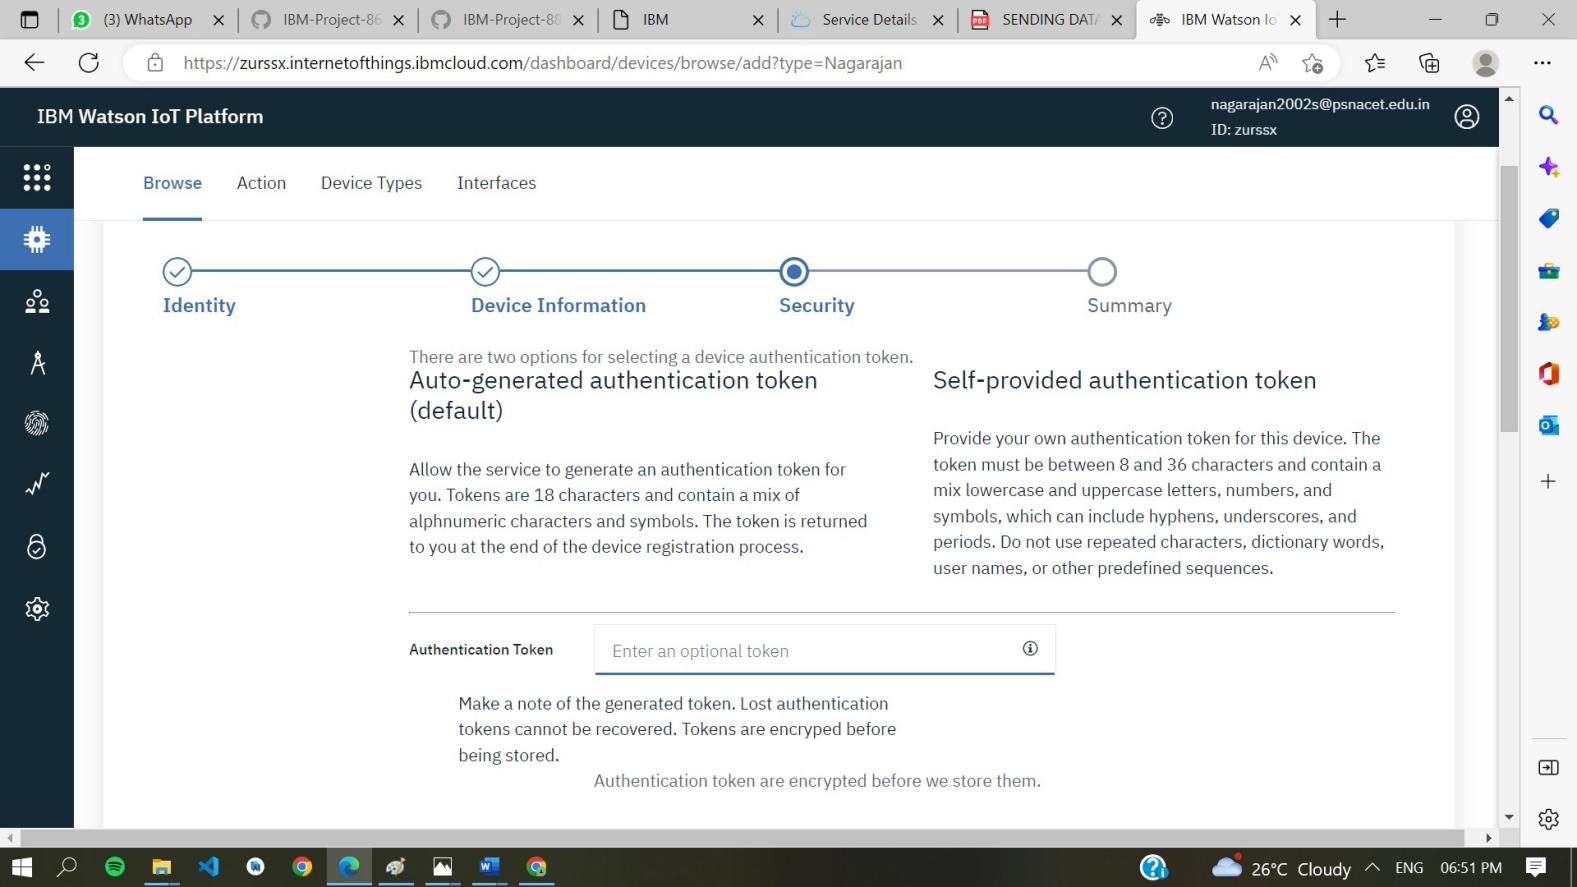 (3) WhatsApp
IBM-Project-86
IBM-Project-88
IBM
Service Details
SENDING DATA
IBM Watson Io
https://zurssx.internetofthings.ibmcloud.com/dashboard/devices/browse/add?type=Nagarajan
IBM Watson IoT Platform
nagarajan2002s@psnacet.edu.in
ID: zurssx
Browse
Action
Device Types
Interfaces
Identity
Device Information
Security
Summary
There are two options for selecting a device authentication token.
Auto-generated authentication token
(default)
Allow the service to generate an authentication token for
you. Tokens are 18 characters and contain a mix of
alphnumeric characters and symbols. The token is returned
to you at the end of the device registration process.
Self-provided authentication token
Provide your own authentication token for this device. The
token must be between 8 and 36 characters and contain a
mix lowercase and uppercase letters, numbers, and
symbols, which can include hyphens, underscores, and
periods. Do not use repeated characters, dictionary words,
user names, or other predefined sequences.
Authentication Token
Enter an optional token
Make a note of the generated token. Lost authentication
tokens cannot be recovered. Tokens are encryped before
being stored.
Authentication token are encrypted before we store them.
26°C Cloudy
ENG
06:51 PM